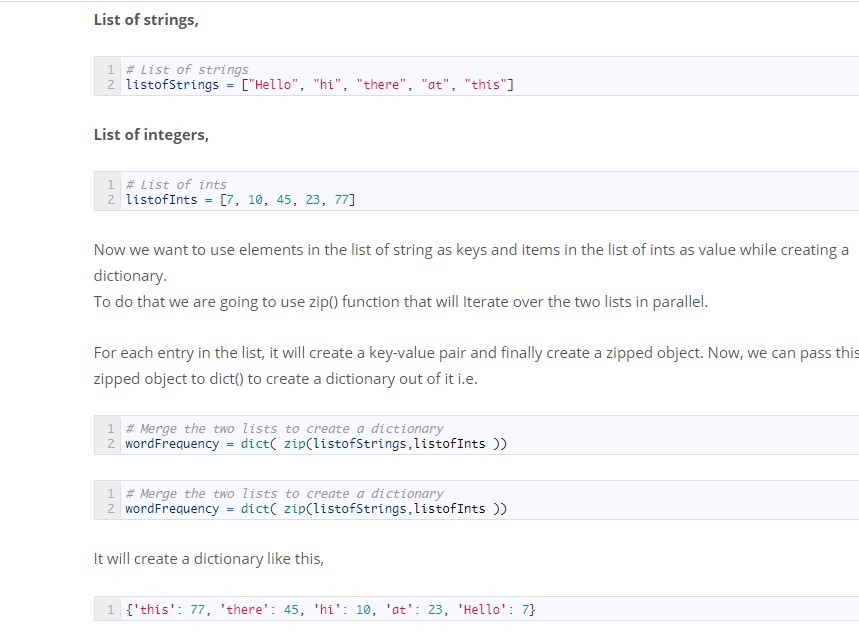 List of strings,
1 # List of strings
2 listofStrings = ["Hello", "hi", "there", "at", "this"]
List of integers,
1 # List of ints
2 listofInts = [7, 10, 45, 23, 77]
Now we want to use elements in the list of string as keys and items in the list of ints as value while creating a
dictionary.
To do that we are going to use zip() function that will Iterate over the two lists in parallel.
For each entry in the list, it will create a key-value pair and finally create a zipped object. Now, we can pass this
zipped object to dict() to create a dictionary out of it i.e.
1 # Merge the two lists to create a dictionary
2 wordFrequency = dict( zip(listofStrings,listofInts ))
1 # Merge the two lists to create a dictionary
2 wordFrequency = dict( zip(listofStrings,listofInts ))
It will create a dictionary like this,
1 {'this': 77, 'there': 45, 'hi': 10, 'at': 23, 'Hello': 7}